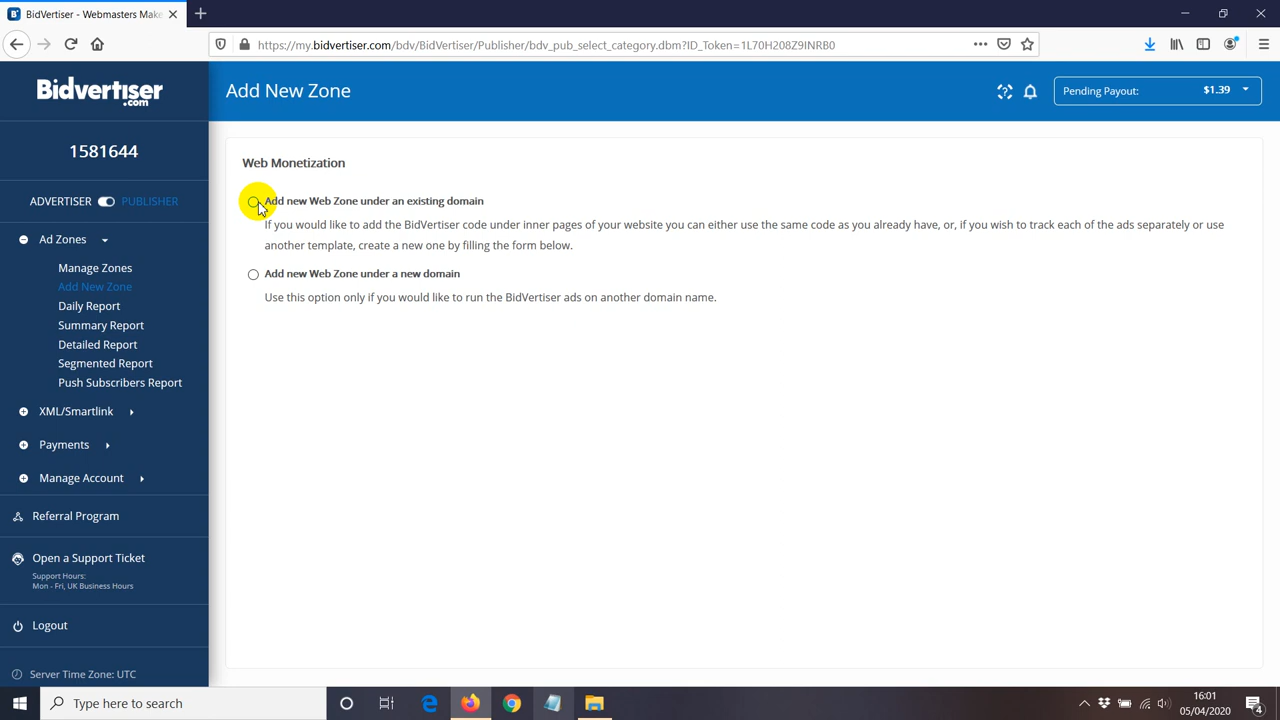 BidVertiser - Webmasters Make
https://my.bidvertiser.com/bdv/BidVertiser/Publisher/bdv_pub_select_category.dbm?ID_Token=1L70H208Z9INRB0
Bidvertiser
.com
Add New Zone
Pending Payout: $1.39
1581644
ADVERTISER PUBLISHER
Ad Zones
Manage Zones
Add New Zone
Daily Report
Summary Report
Detailed Report
Segmented Report
Push Subscribers Report
XML/Smartlink
Payments
Manage Account
Referral Program
Open a Support Ticket
Support Hours:
Mon - Fri, UK Business Hours
Logout
Server Time Zone: UTC
Web Monetization
Add new Web Zone under an existing domain
If you would like to add the BidVertiser code under inner pages of your website you can either use the same code as you already have, or, if you wish to track each of the ads separately or use
another template, create a new one by filling the form below.
Add new Web Zone under a new domain
Use this option only if you would like to run the BidVertiser ads on another domain name.
Type here to search
16:01
05/04/2020
4